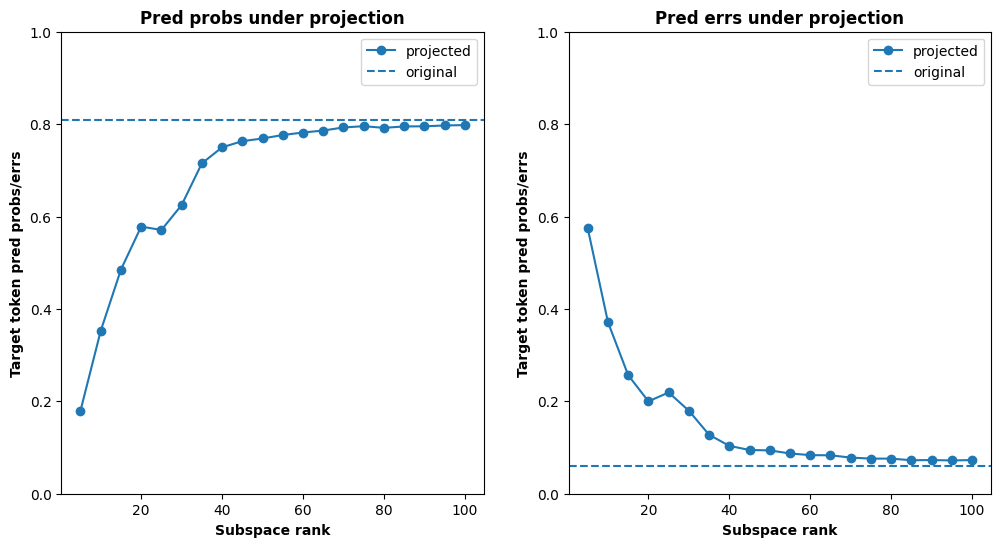 Pred probs under projection
1.0
0.8
0.6
0.4
0.2
0.0
Target token pred probs/errs
projected
original
20
40
60
80
100
Subspace rank
Pred errs under projection
1.0
0.8
0.6
0.4
0.2
0.0
Target token pred probs/errs
projected
original
20
40
60
80
100
Subspace rank